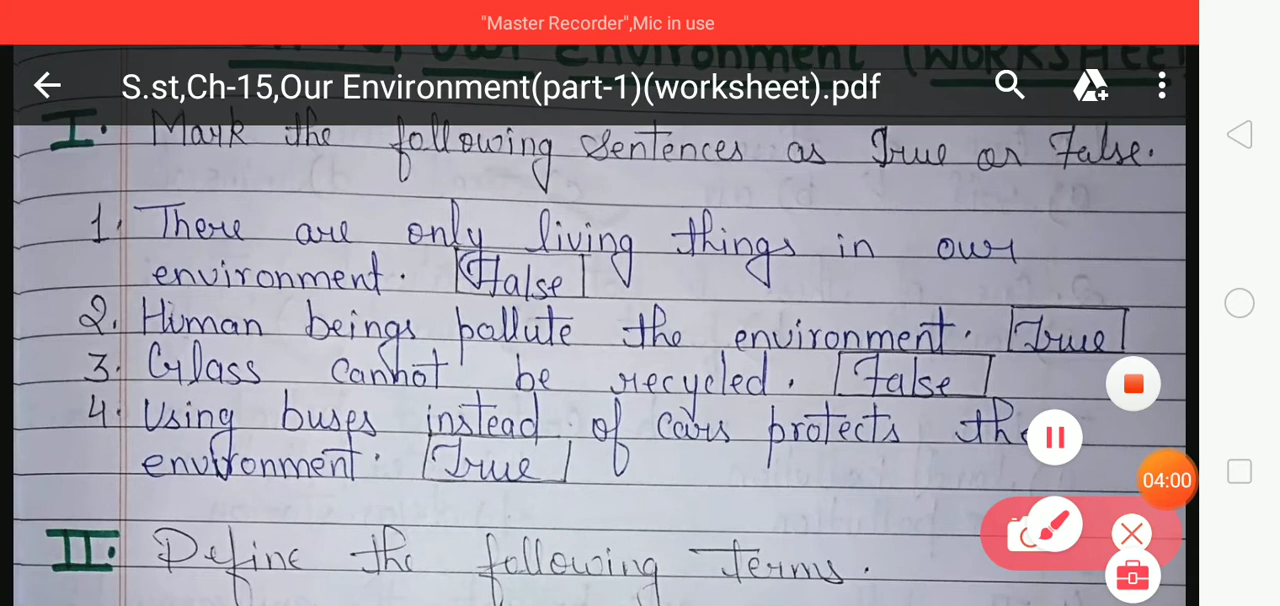 "Master Recorder",Mic in use
Our Environment (WORKSHEE
S.st,Ch-15,Our Environment(part-1)(worksheet).pdf
I. Mark the following sentences as True or False.
1. There are only living things in our
environment. False
2. Human beings pollute the environment. True
3. Glass cannot be recycled. False
4. Using buses instead of cars protects the
environment. True
04:00
II. Define the following Terms.